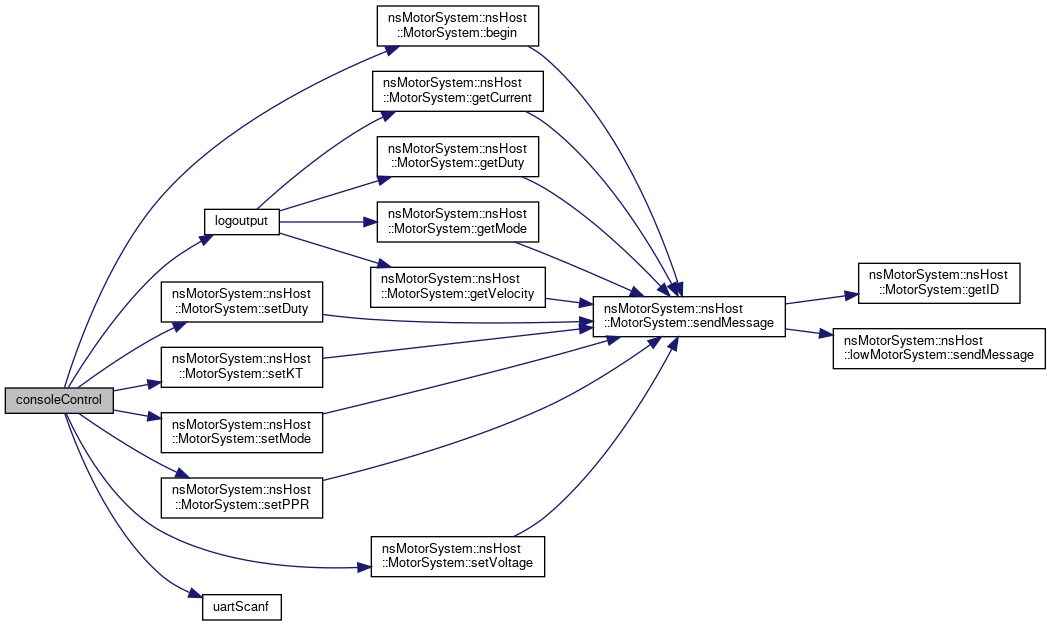 nsMotorSystem::nsHost
::MotorSystem::begin
nsMotorSystem::nsHost
::MotorSystem::getCurrent
nsMotorSystem::nsHost
::MotorSystem::getDuty
logoutput
nsMotorSystem::nsHost
::MotorSystem::getMode
nsMotorSystem::nsHost
::MotorSystem::getVelocity
nsMotorSystem::nsHost
::MotorSystem::getID
nsMotorSystem::nsHost
::MotorSystem::setDuty
nsMotorSystem::nsHost
::MotorSystem::sendMessage
nsMotorSystem::nsHost
::lowMotorSystem::sendMessage
nsMotorSystem::nsHost
::MotorSystem::setKT
consoleControl
nsMotorSystem::nsHost
::MotorSystem::setMode
nsMotorSystem::nsHost
::MotorSystem::setPPR
nsMotorSystem::nsHost
::MotorSystem::setVoltage
uartScanf